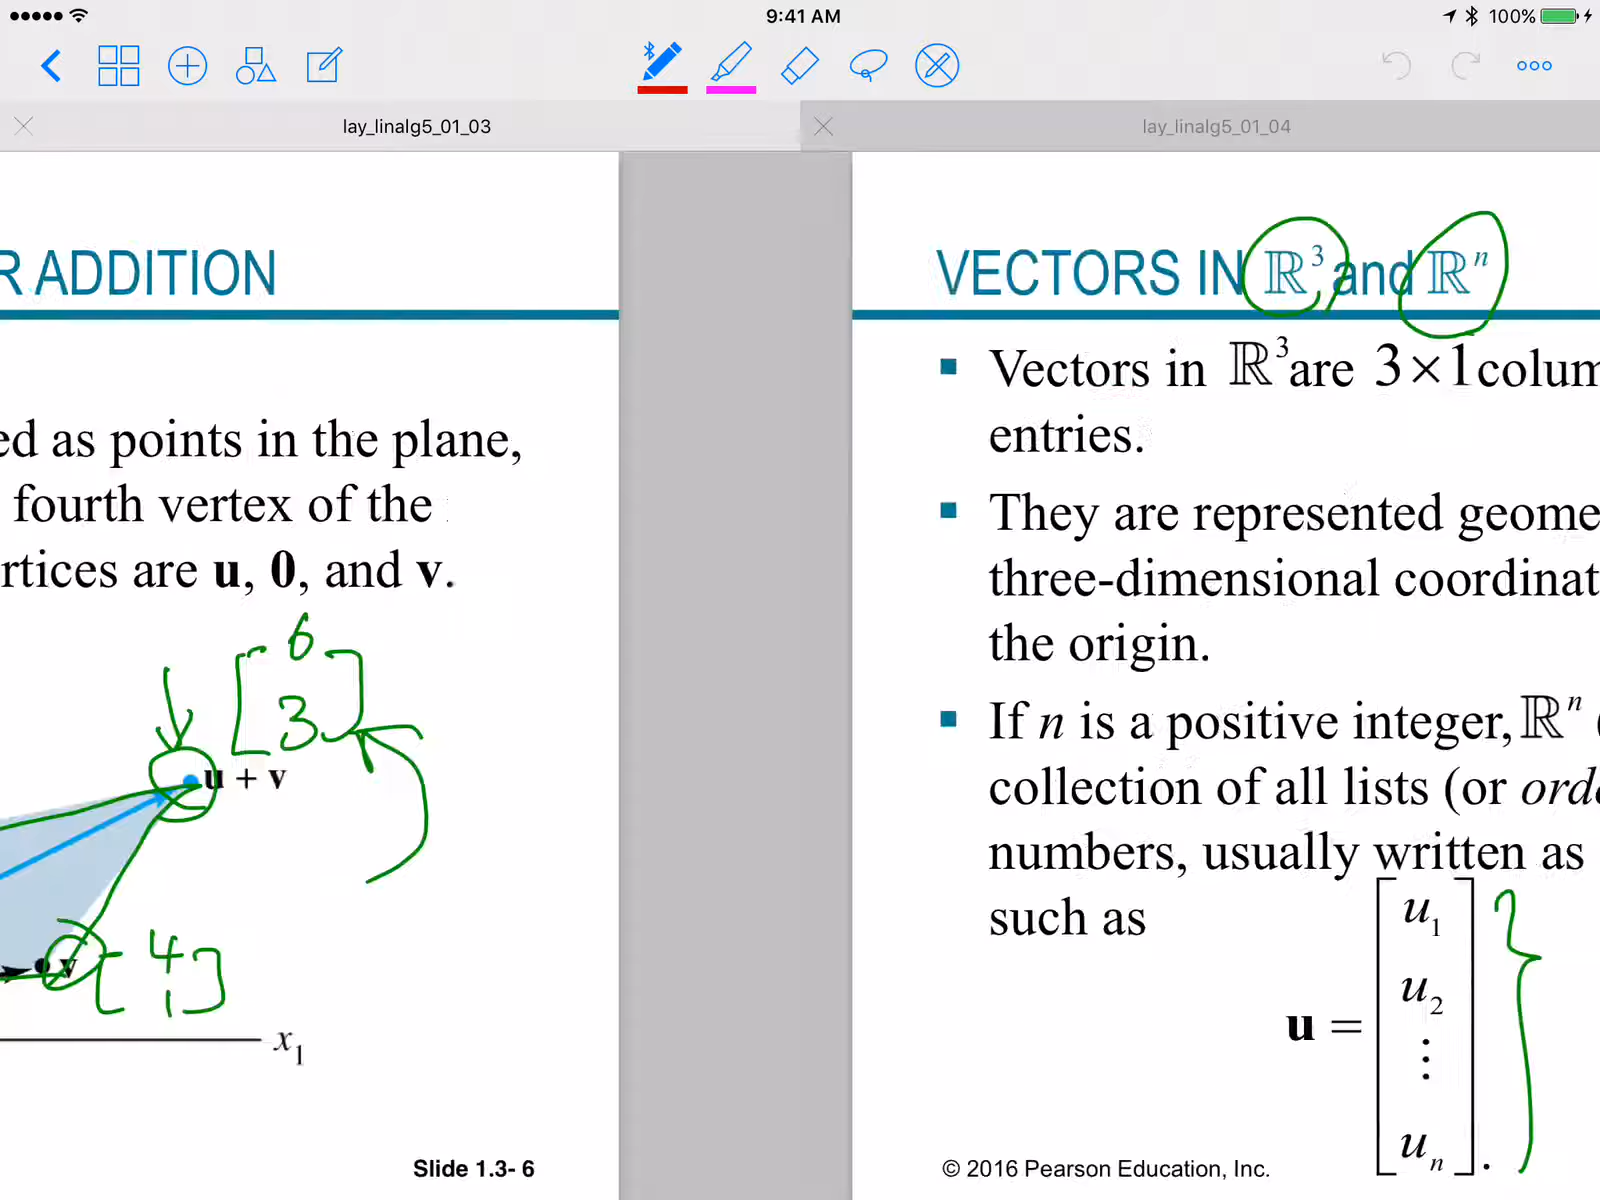 9:41 AM
100%
lay_linalg5_01_03
lay_linalg5_01_04
R ADDITION
ed as points in the plane,
fourth vertex of the
rtices are u, 0, and v.
[6
3]
u + v
v [4
1]
x₁
Slide 1.3- 6
VECTORS IN ℝ³ and ℝⁿ
▪ Vectors in ℝ³ are 3×1 colum
entries.
▪ They are represented geome
three-dimensional coordinat
the origin.
▪ If n is a positive integer, ℝⁿ (
collection of all lists (or orde
numbers, usually written as
such as
u = [u₁
u₂
⋮
uₙ].
© 2016 Pearson Education, Inc.